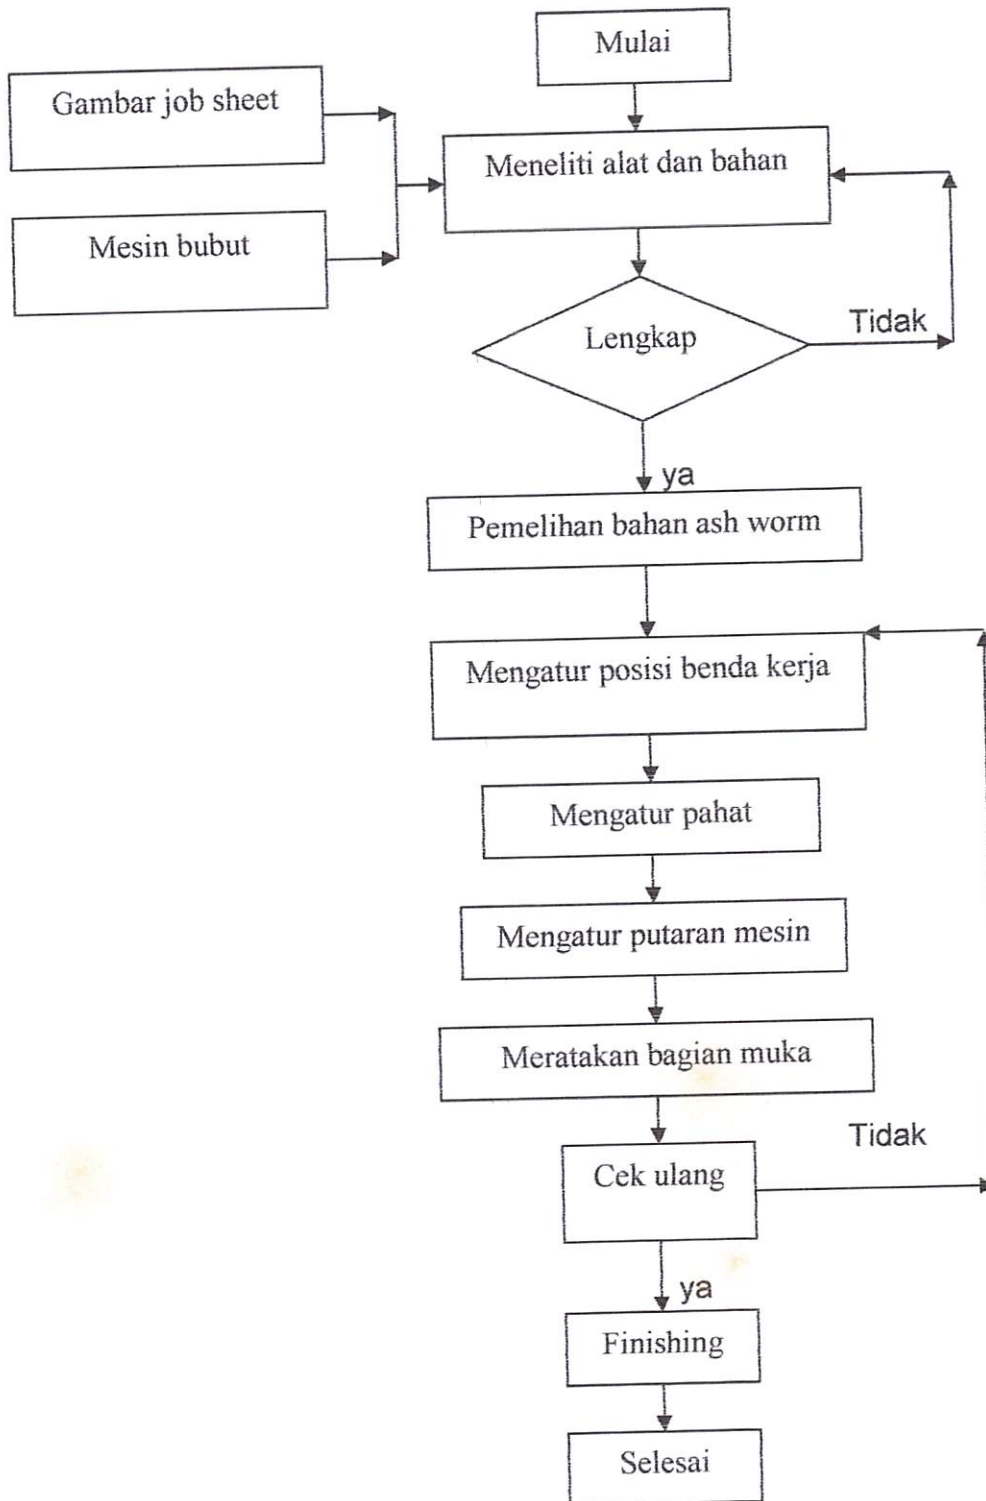 Mulai
Gambar job sheet
Meneliti alat dan bahan
Mesin bubut
Lengkap
Tidak
ya
Pemelihan bahan ash worm
Mengatur posisi benda kerja
Mengatur pahat
Mengatur putaran mesin
Meratakan bagian muka
Tidak
Cek ulang
ya
Finishing
Selesai